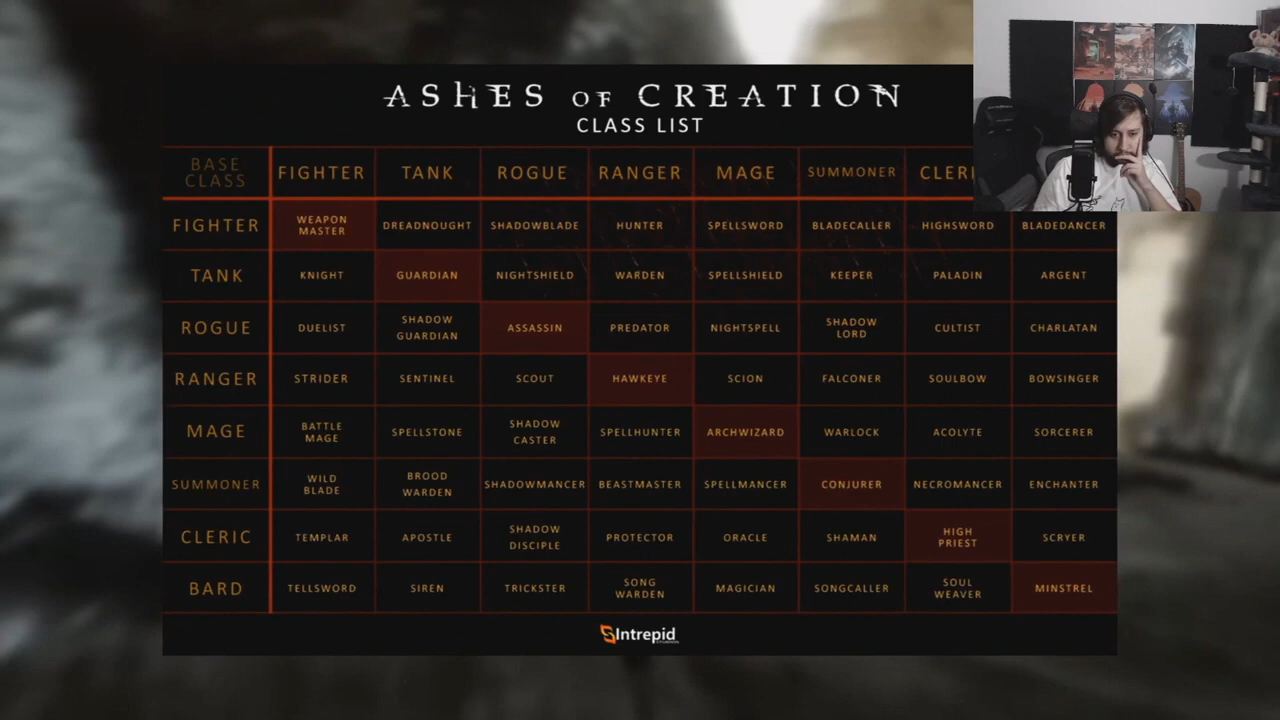 ASHES OF CREATION
CLASS LIST
BASE CLASS FIGHTER TANK ROGUE RANGER MAGE SUMMONER CLERI
FIGHTER WEAPON MASTER DREADNOUGHT SHADOWBLADE HUNTER SPELLSWORD BLADECALLER HIGHSWORD BLADEDANCER
TANK KNIGHT GUARDIAN NIGHTSHIELD WARDEN SPELLSHIELD KEEPER PALADIN ARGENT
ROGUE DUELIST SHADOW GUARDIAN ASSASSIN PREDATOR NIGHTSPELL SHADOW LORD CULTIST CHARLATAN
RANGER STRIDER SENTINEL SCOUT HAWKEYE SCION FALCONER SOULBOW BOWSINGER
MAGE BATTLE MAGE SPELLSTONE SHADOW CASTER SPELLHUNTER ARCHWIZARD WARLOCK ACOLYTE SORCERER
SUMMONER WILD BLADE BROOD WARDEN SHADOWMANCER BEASTMASTER SPELLMANCER CONJURER NECROMANCER ENCHANTER
CLERIC TEMPLAR APOSTLE SHADOW DISCIPLE PROTECTOR ORACLE SHAMAN HIGH PRIEST SCRYER
BARD TELLSWORD SIREN TRICKSTER SONG WARDEN MAGICIAN SONGCALLER SOUL WEAVER MINSTREL
Intrepid